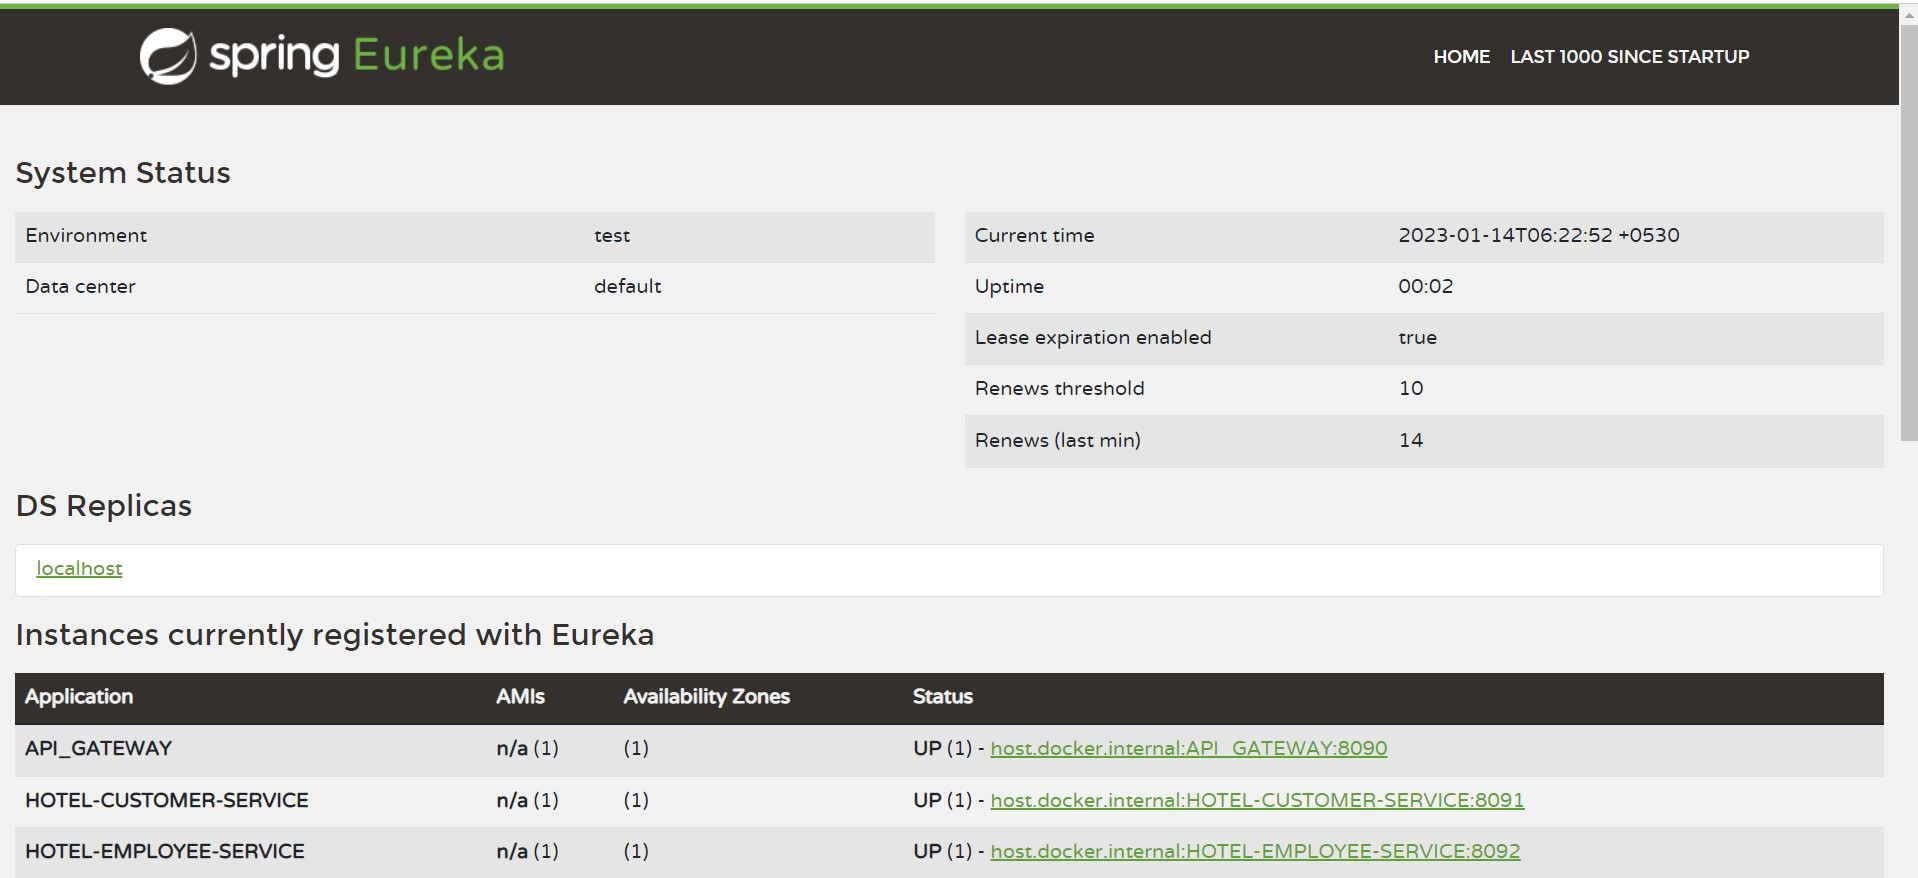 spring Eureka
HOME LAST 1000 SINCE STARTUP
System Status
Environment test
Data center default
Current time 2023-01-14T06:22:52 +0530
Uptime 00:02
Lease expiration enabled true
Renews threshold 10
Renews (last min) 14
DS Replicas
localhost
Instances currently registered with Eureka
Application AMIs Availability Zones Status
API_GATEWAY n/a (1) (1) UP (1) - host.docker.internal:API_GATEWAY:8090
HOTEL-CUSTOMER-SERVICE n/a (1) (1) UP (1) - host.docker.internal:HOTEL-CUSTOMER-SERVICE:8091
HOTEL-EMPLOYEE-SERVICE n/a (1) (1) UP (1) - host.docker.internal:HOTEL-EMPLOYEE-SERVICE:8092